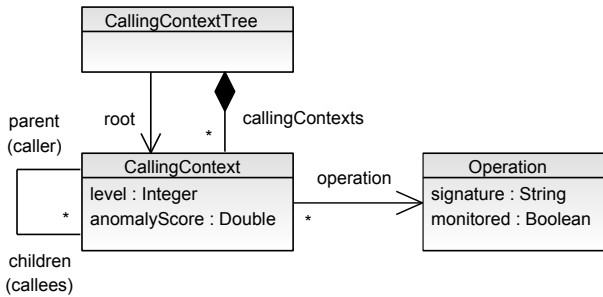 CallingContextTree
parent
(caller)
root
callingContexts
*
CallingContext
level : Integer
anomalyScore : Double
operation
*
Operation
signature : String
monitored : Boolean
*
children
(callees)